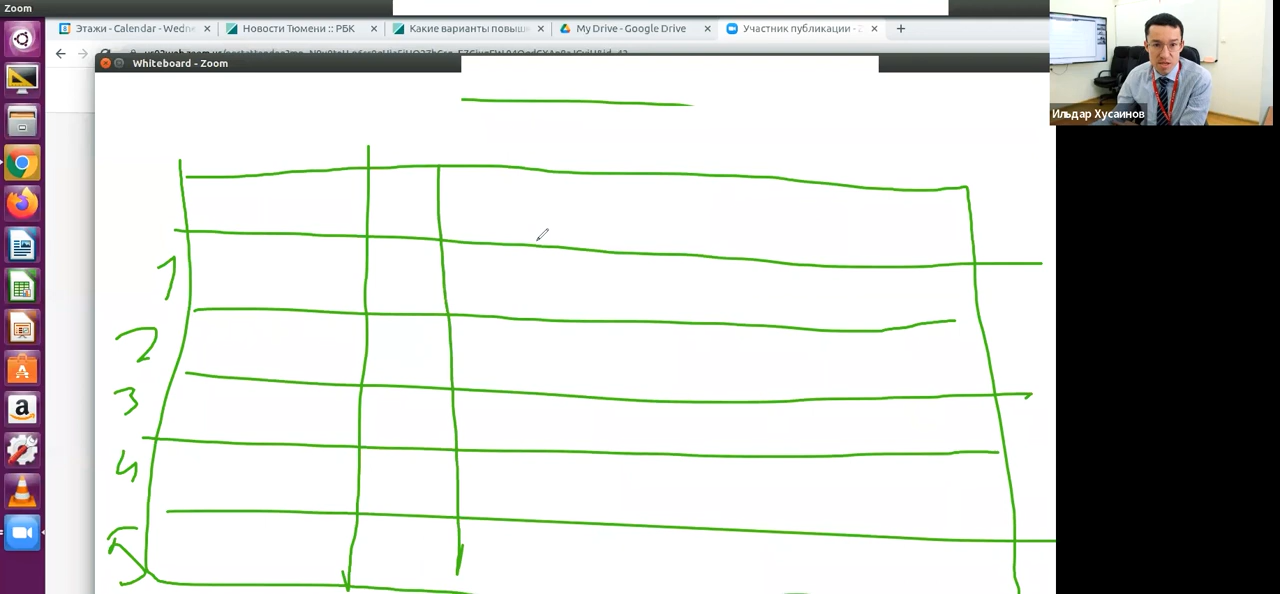 Zoom
Этажи - Calendar - Wedne
Новости Тюмени :: РБК
Какие варианты повыш
My Drive - Google Drive
Участник публикации -
Whiteboard - Zoom
Ильдар Хусаинов
1
2
3
4
5